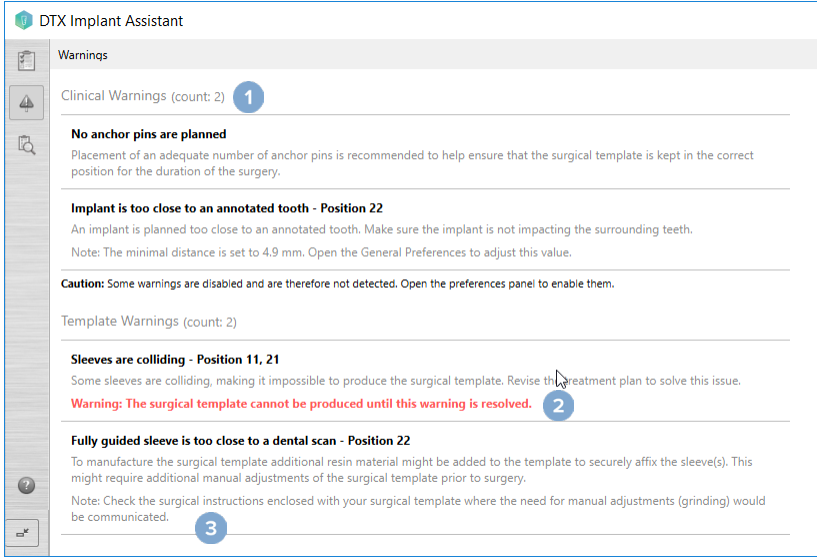 DTX Implant Assistant
Warnings
Clinical Warnings (count: 2) 1
No anchor pins are planned
Placement of an adequate number of anchor pins is recommended to help ensure that the surgical template is kept in the correct
position for the duration of the surgery.
Implant is too close to an annotated tooth - Position 22
An implant is planned too close to an annotated tooth. Make sure the implant is not impacting the surrounding teeth.
Note: The minimal distance is set to 4.9 mm. Open the General Preferences to adjust this value.
Caution: Some warnings are disabled and are therefore not detected. Open the preferences panel to enable them.
Template Warnings (count: 2)
Sleeves are colliding - Position 11, 21
Some sleeves are colliding, making it impossible to produce the surgical template. Revise the treatment plan to solve this issue.
Warning: The surgical template cannot be produced until this warning is resolved. 2
Fully guided sleeve is too close to a dental scan - Position 22
To manufacture the surgical template additional resin material might be added to the template to securely affix the sleeve(s). This
might require additional manual adjustments of the surgical template prior to surgery.
Note: Check the surgical instructions enclosed with your surgical template where the need for manual adjustments (grinding) would
be communicated.
3
?